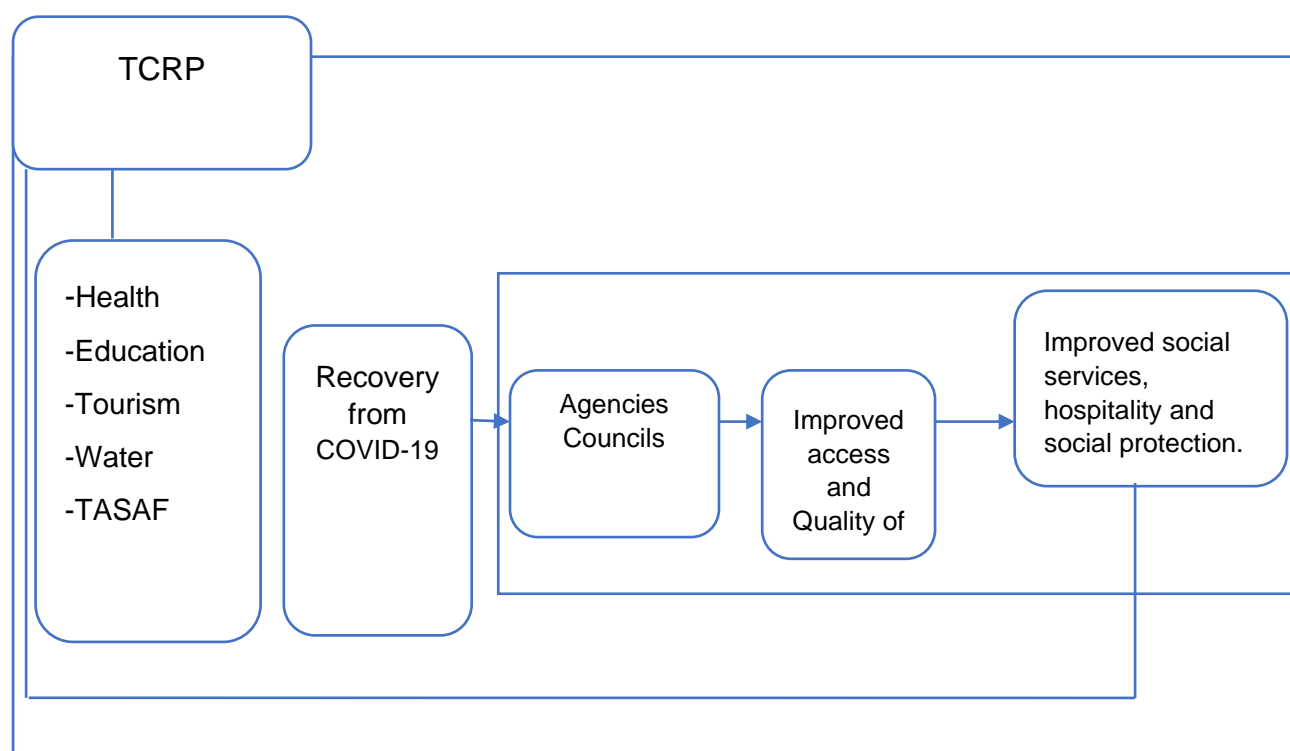 TCRP
-Health
-Education
-Tourism
-Water
-TASAF
Recovery
from
COVID-19
Agencies
Councils
Improved
access
and
Quality of
Improved social
services,
hospitality and
social protection.